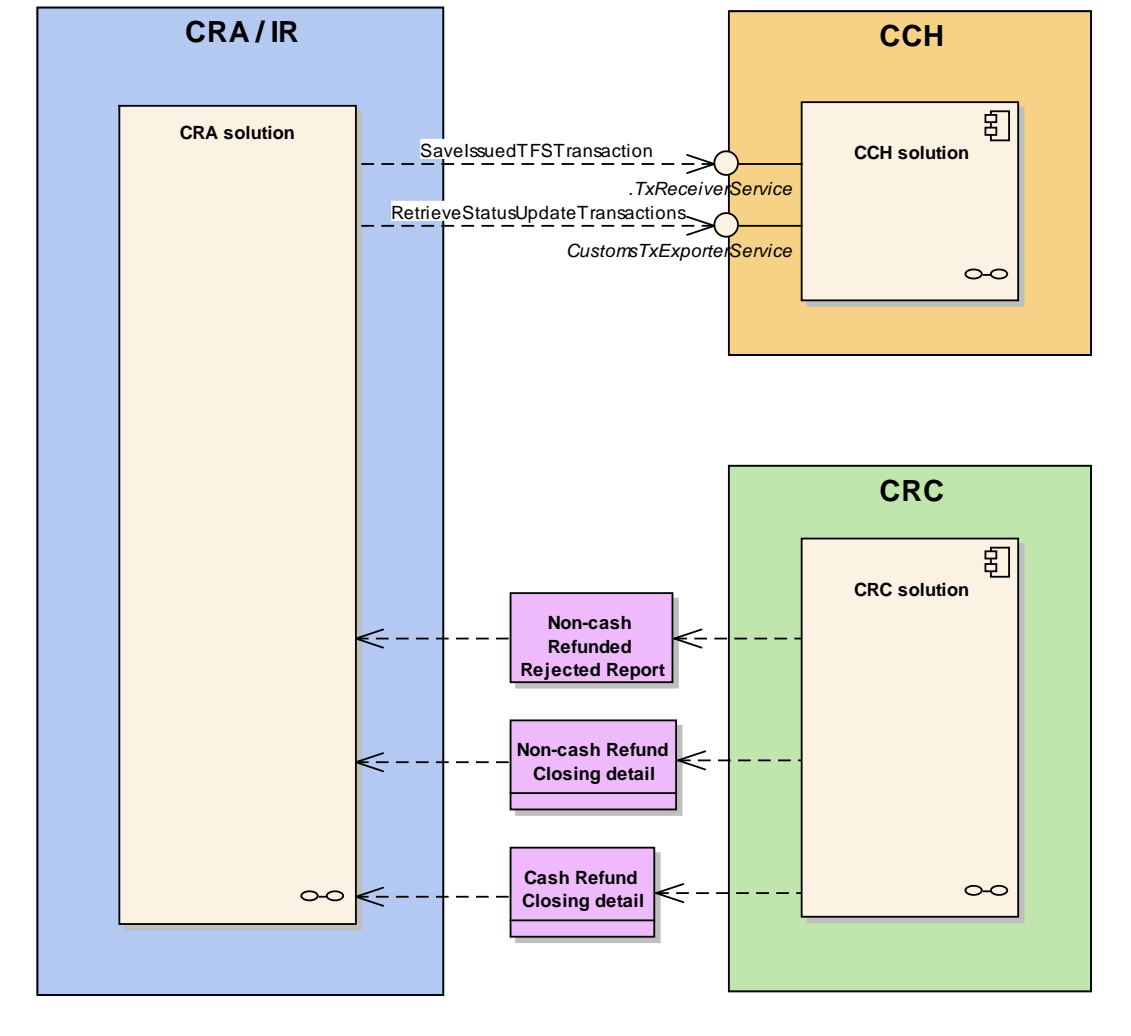 CRA / IR
CCH
CRA solution
CCH solution
SaveIssuedTFSTransaction
.TxReceiverService
RetrieveStatusUpdateTransactions
CustomsTxExporterService
CRC
CRC solution
Non-cash
Refunded
Rejected Report
Non-cash Refund
Closing detail
Cash Refund
Closing detail